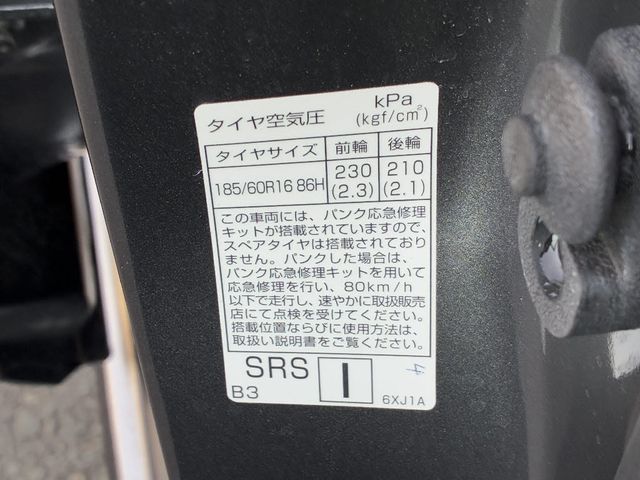 タイヤ空気圧 kPa (kgf/cm²)
タイヤサイズ 前輪 後輪
185/60R16 86H 230 (2.3) 210 (2.1)
この車両には、パンク応急修理
キットが搭載されていますので、
スペアタイヤは搭載されており
ません。パンクした場合は、
パンク応急修理キットを用いて
応急修理を行い、80km/h
以下で走行し、速やかに取扱販売
店にて点検を受けてください。
搭載位置ならびに使用方法は、
取扱い説明書をご覧ください。
SRS I
B3 6XJ1A